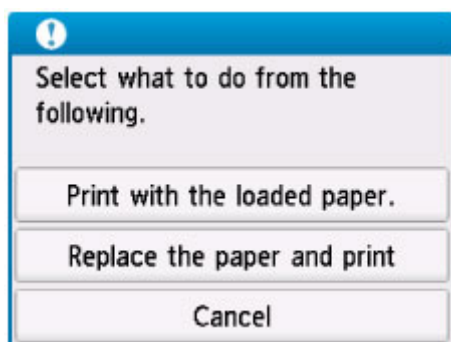 Select what to do from the
following.
Print with the loaded paper.
Replace the paper and print
Cancel